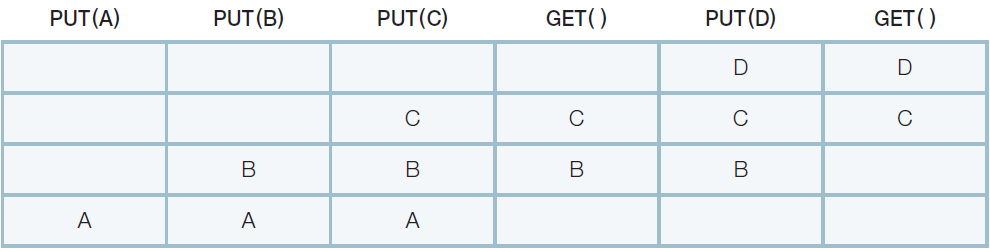 PUT(A) PUT(B) PUT(C) GET( ) PUT(D) GET( )
D D
C C C C
B B B B
A A A